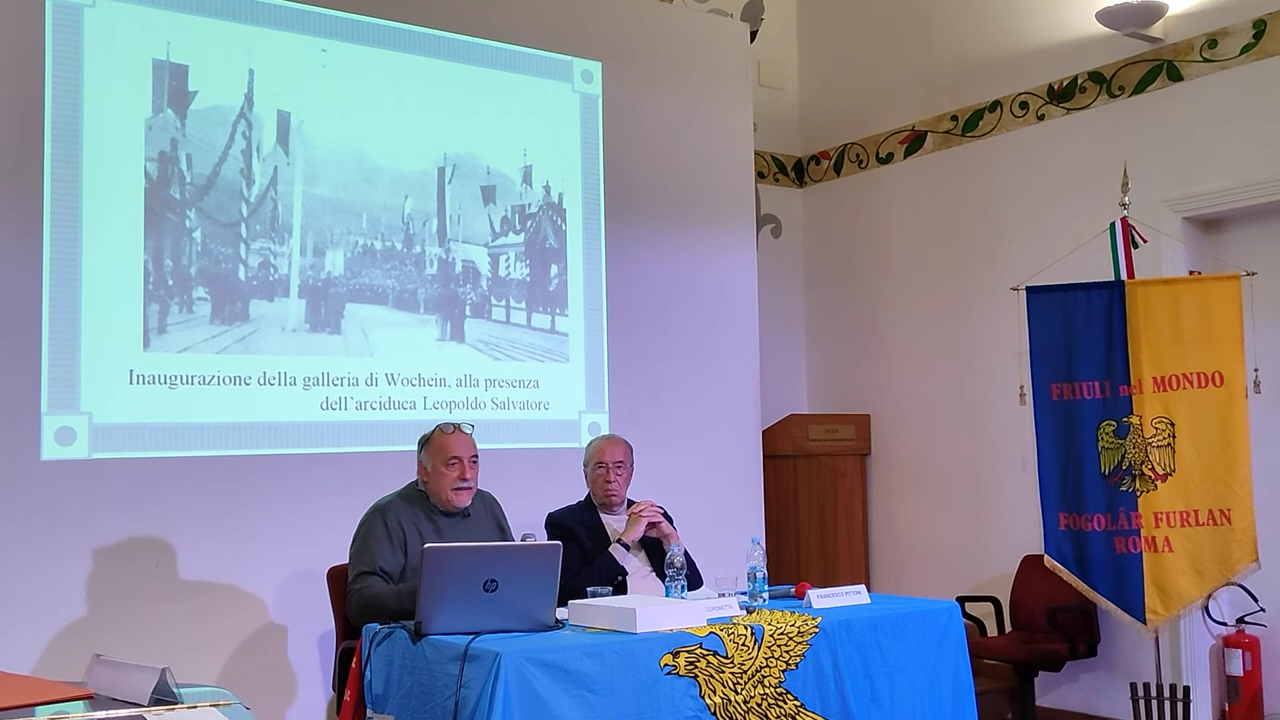 Inaugurazione della galleria di Wochein, alla presenza
dell'arciduca Leopoldo Salvatore
FRIULI nel MONDO
FOGOLÂR FURLAN
ROMA
hp
FRANCESCO PITTONI